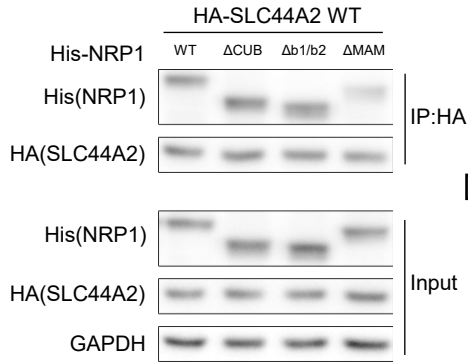 HA-SLC44A2 WT
His-NRP1 WT ΔCUB Δb1/b2 ΔMAM
His(NRP1)
IP:HA
HA(SLC44A2)
His(NRP1)
HA(SLC44A2)
Input
GAPDH